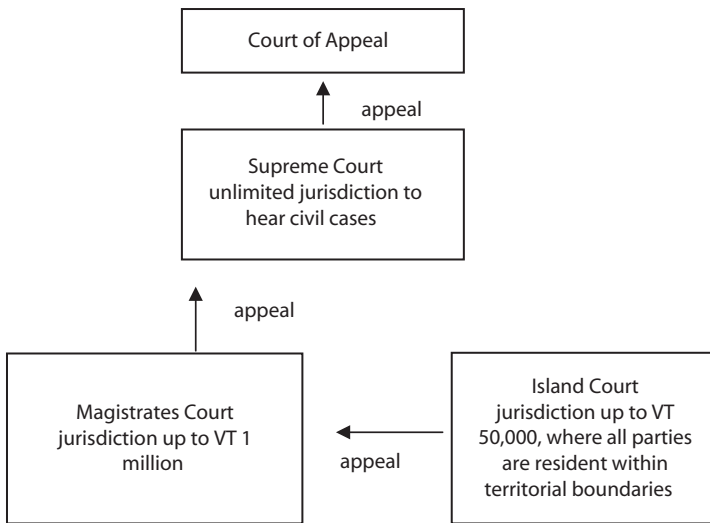 Court of Appeal
appeal
Supreme Court
unlimited jurisdiction to
hear civil cases
appeal
Magistrates Court
jurisdiction up to VT 1
million
appeal
Island Court
jurisdiction up to VT
50,000, where all parties
are resident within
territorial boundaries